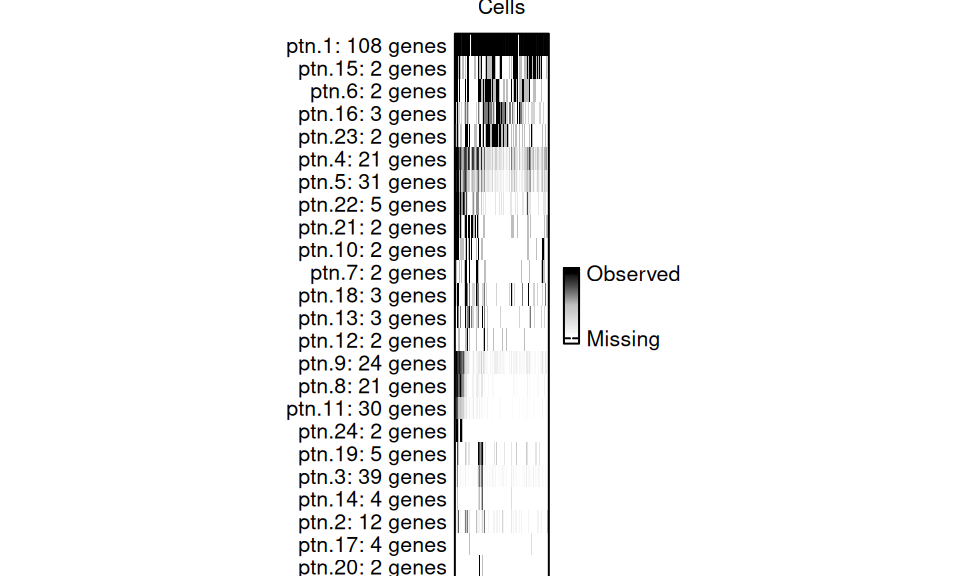 Cells
ptn.1: 108 genes
ptn.15: 2 genes
ptn.6: 2 genes
ptn.16: 3 genes
ptn.23: 2 genes
ptn.4: 21 genes
ptn.5: 31 genes
ptn.22: 5 genes
ptn.21: 2 genes
ptn.10: 2 genes
ptn.7: 2 genes
ptn.18: 3 genes
ptn.13: 3 genes
ptn.12: 2 genes
ptn.9: 24 genes
ptn.8: 21 genes
ptn.11: 30 genes
ptn.24: 2 genes
ptn.19: 5 genes
ptn.3: 39 genes
ptn.14: 4 genes
ptn.2: 12 genes
ptn.17: 4 genes
ptn.20: 2 genes
Observed
Missing